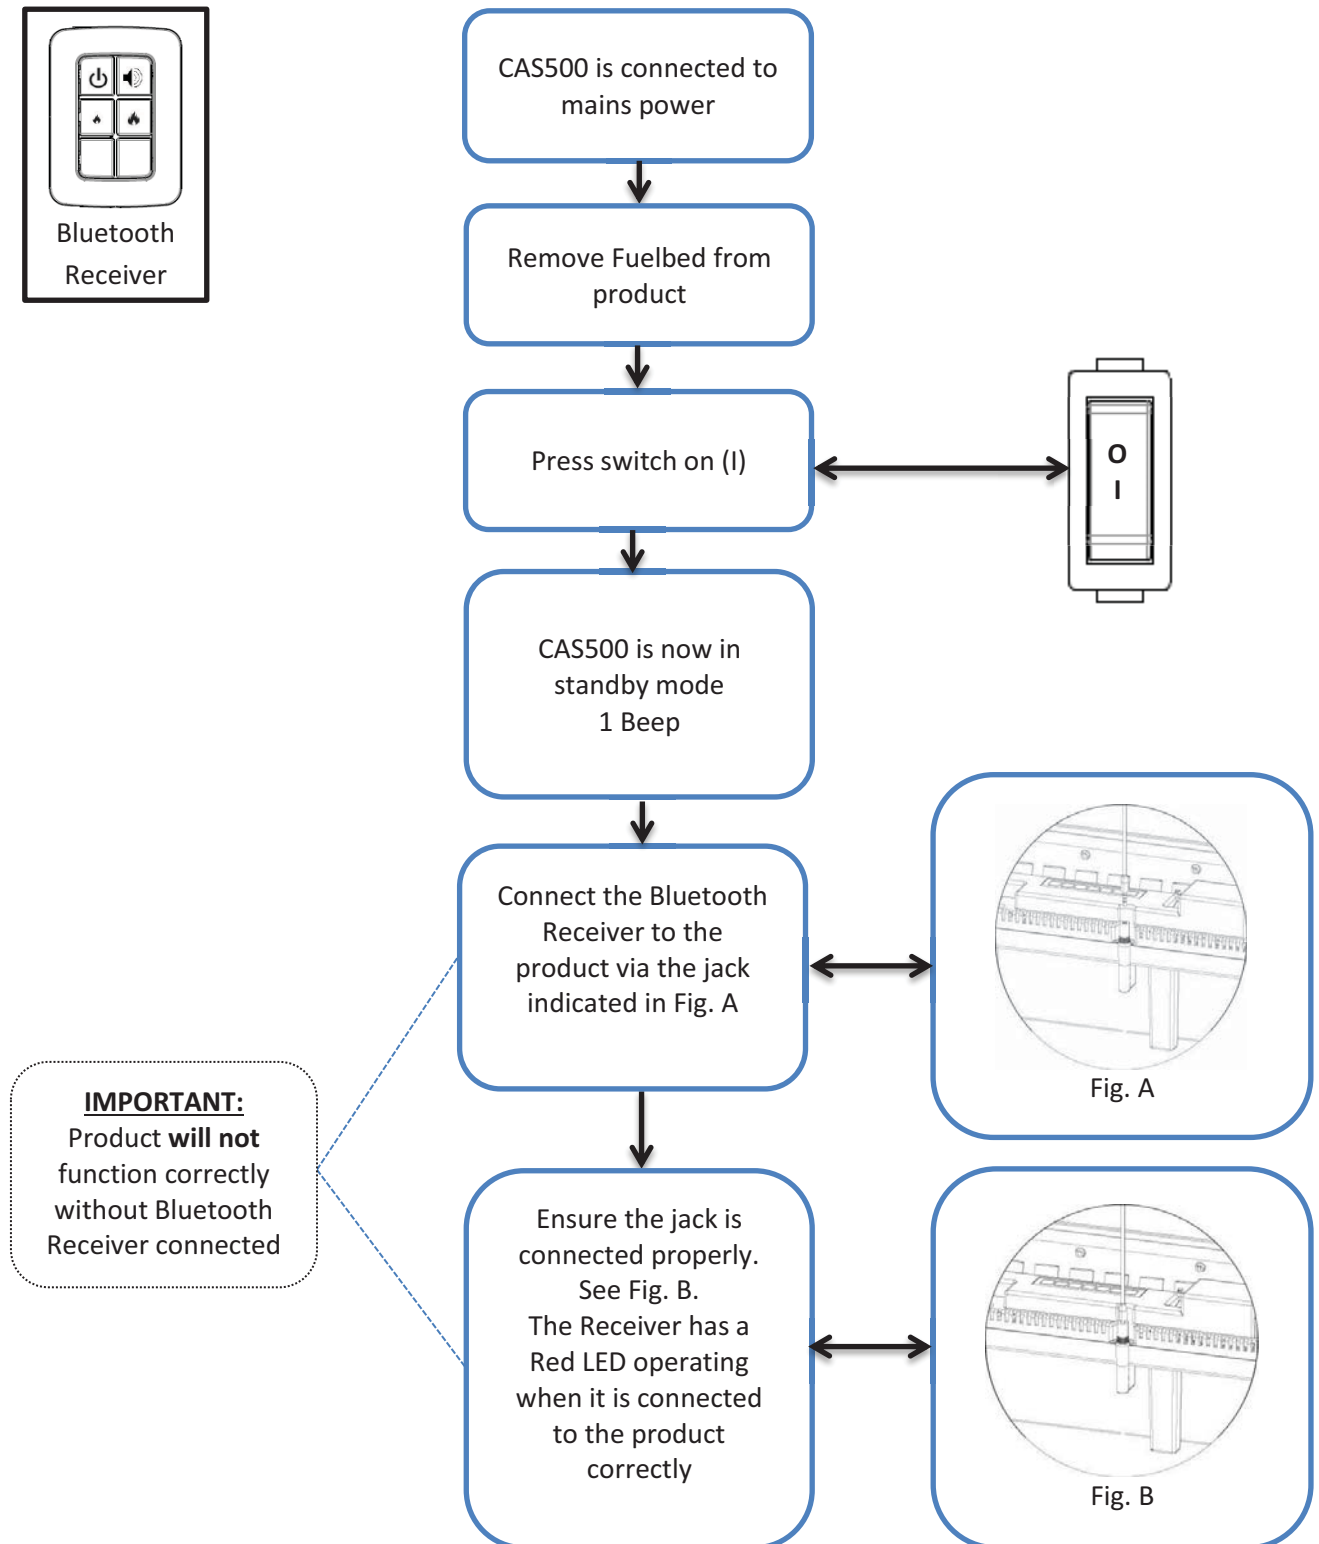 Bluetooth
Receiver
CAS500 is connected to
mains power
Remove Fuelbed from
product
Press switch on (I)
O
I
CAS500 is now in
standby mode
1 Beep
Connect the Bluetooth
Receiver to the
product via the jack
indicated in Fig. A
Fig. A
IMPORTANT:
Product will not
function correctly
without Bluetooth
Receiver connected
Ensure the jack is
connected properly.
See Fig. B.
The Receiver has a
Red LED operating
when it is connected
to the product
correctly
Fig. B